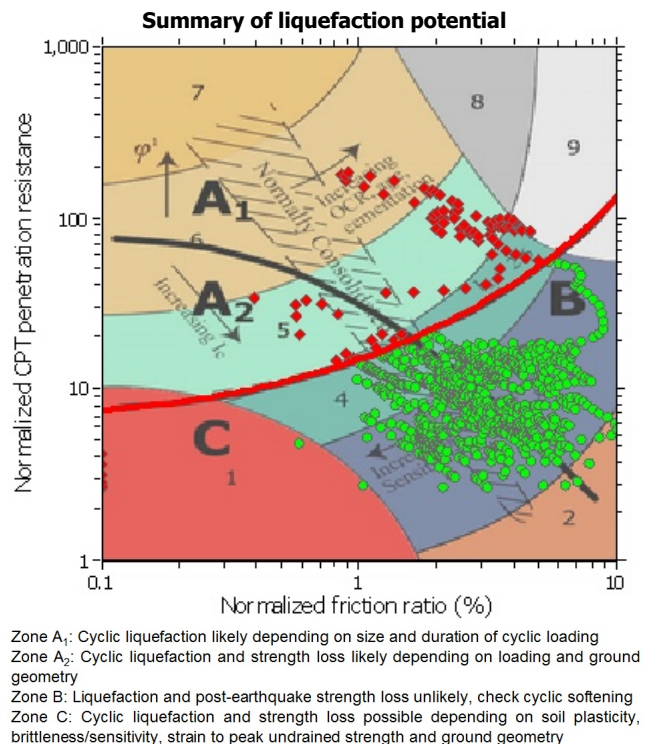 Summary of liquefaction potential
1,000
7
8
φ'
9
Increasing
OCR, age,
cementation
Normally Consolidated
A1
100
6
A2
B
Increasing Ic
5
Normalized CPT penetration resistance
10
4
C
1
2
1
0.1
1
10
Normalized friction ratio (%)
Zone A1: Cyclic liquefaction likely depending on size and duration of cyclic loading
Zone A2: Cyclic liquefaction and strength loss likely depending on loading and ground
geometry
Zone B: Liquefaction and post-earthquake strength loss unlikely, check cyclic softening
Zone C: Cyclic liquefaction and strength loss possible depending on soil plasticity,
brittleness/sensitivity, strain to peak undrained strength and ground geometry